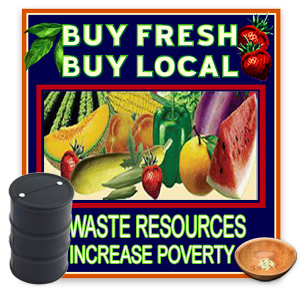 BUY FRESH
BUY LOCAL
WASTE RESOURCES
INCREASE POVERTY